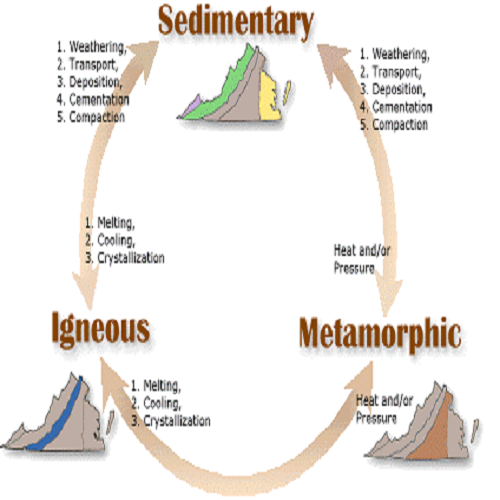 Sedimentary
1. Weathering,
2. Transport,
3. Deposition,
4. Cementation
5. Compaction
1. Weathering,
2. Transport,
3. Deposition,
4. Cementation
5. Compaction
1. Melting,
2. Cooling,
3. Crystallization
Heat and/or
Pressure
Igneous
Metamorphic
1. Melting,
2. Cooling,
3. Crystallization
Heat and/or
Pressure